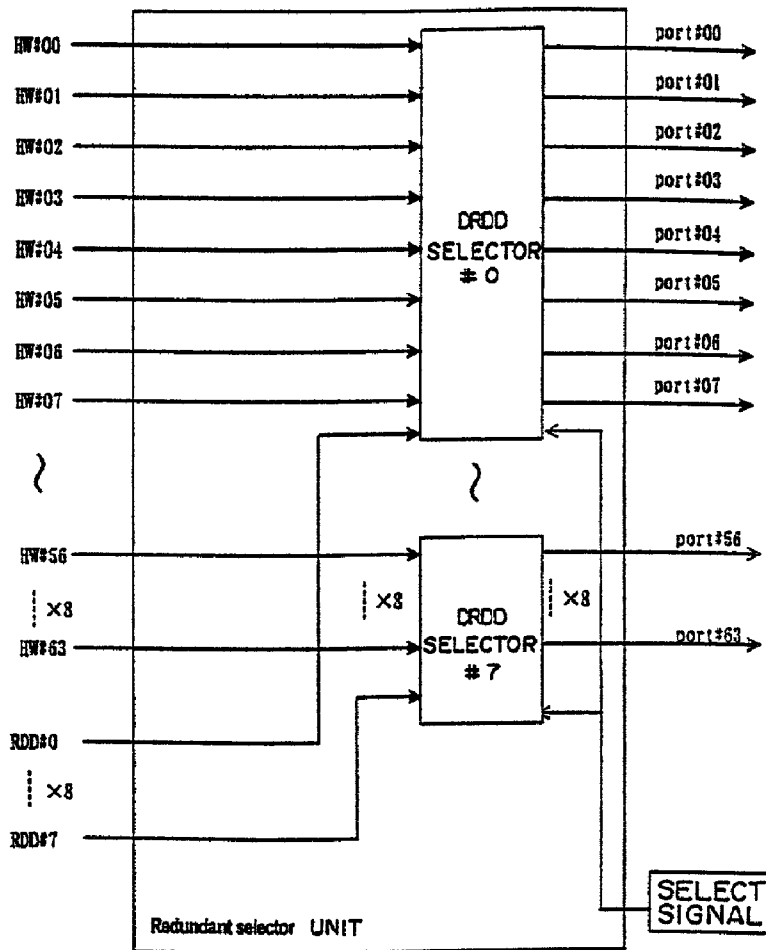 HW#00
port#00
HW#01
port#01
HW#02
port#02
HW#03
port#03
HW#04
port#04
HW#05
port#05
HW#06
port#06
HW#07
port#07
DRDD
SELECTOR
#0
HW#56
port#56
×8
×8
×8
HW#63
port#63
DRDD
SELECTOR
#7
RDD#0
×8
RDD#7
SELECT
SIGNAL
Redundant selector UNIT